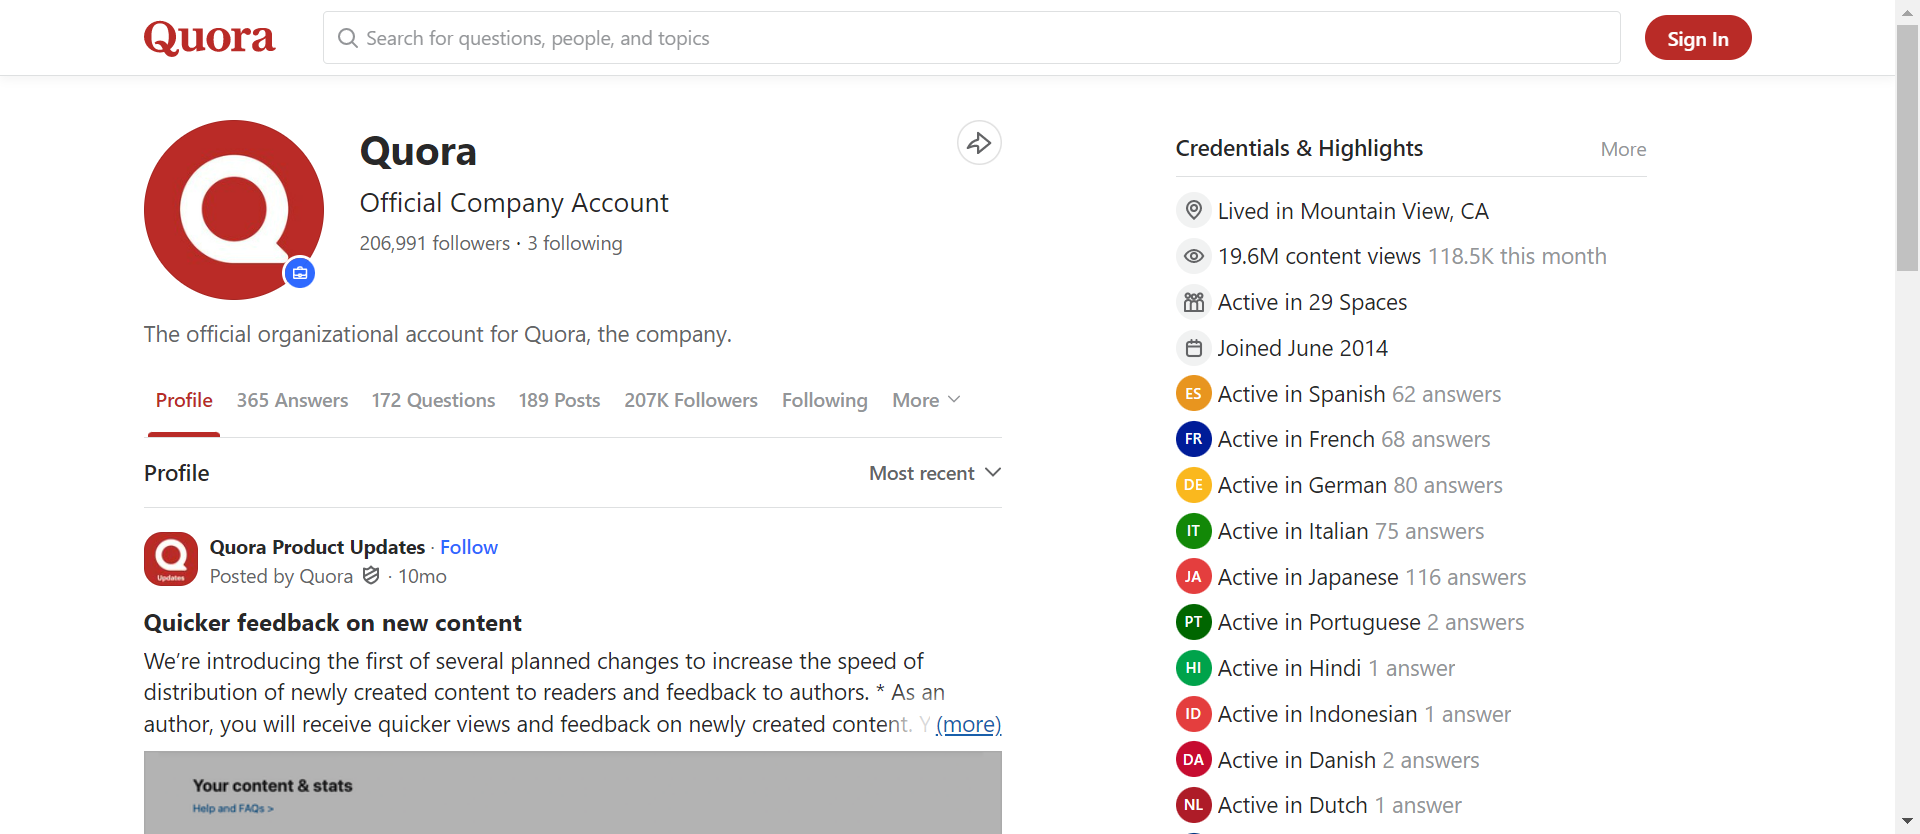 Quora
Search for questions, people, and topics
Sign In
Quora
Official Company Account
206,991 followers · 3 following
The official organizational account for Quora, the company.
Profile 365 Answers 172 Questions 189 Posts 207K Followers Following More
Profile Most recent
Updates
Quora Product Updates · Follow
Posted by Quora · 10mo
Quicker feedback on new content
We’re introducing the first of several planned changes to increase the speed of
distribution of newly created content to readers and feedback to authors. * As an
author, you will receive quicker views and feedback on newly created content. Y (more)
Your content & stats
Help and FAQs >
Credentials & Highlights More
Lived in Mountain View, CA
19.6M content views 118.5K this month
Active in 29 Spaces
Joined June 2014
ES Active in Spanish 62 answers
FR Active in French 68 answers
DE Active in German 80 answers
IT Active in Italian 75 answers
JA Active in Japanese 116 answers
PT Active in Portuguese 2 answers
HI Active in Hindi 1 answer
ID Active in Indonesian 1 answer
DA Active in Danish 2 answers
NL Active in Dutch 1 answer